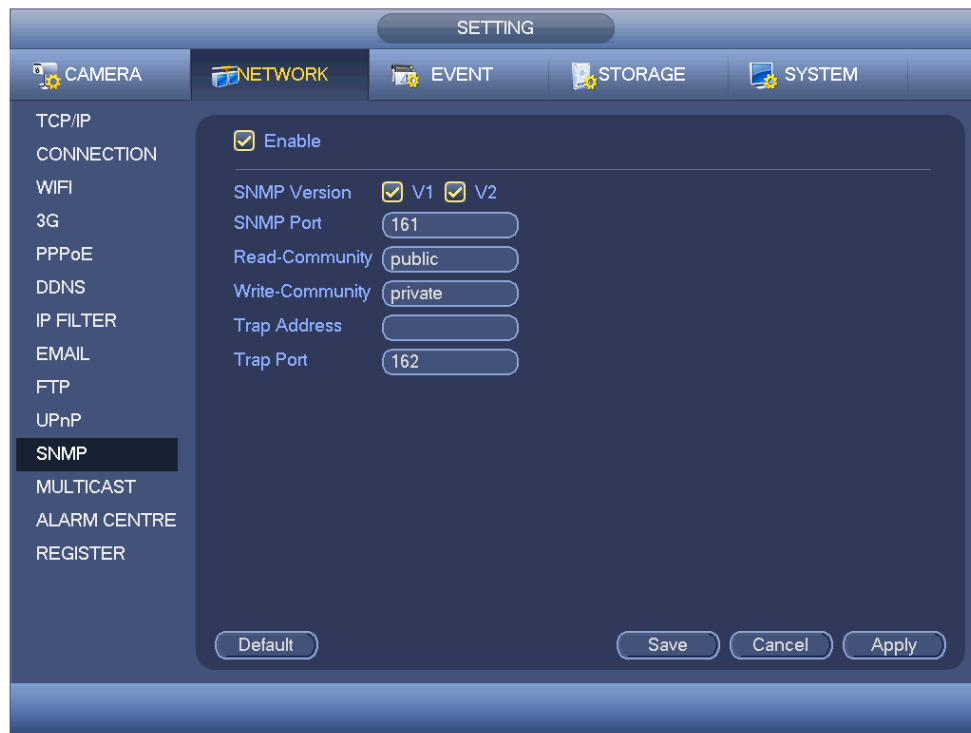 SETTING
CAMERA NETWORK EVENT STORAGE SYSTEM
TCP/IP
CONNECTION
WIFI
3G
PPPoE
DDNS
IP FILTER
EMAIL
FTP
UPnP
SNMP
MULTICAST
ALARM CENTRE
REGISTER
Enable
SNMP Version V1 V2
SNMP Port 161
Read-Community public
Write-Community private
Trap Address
Trap Port 162
Default Save Cancel Apply